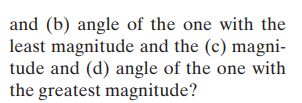 and (b) angle of the one with the
least magnitude and the (c) magni-
tude and (d) angle of the one with
the greatest magnitude?